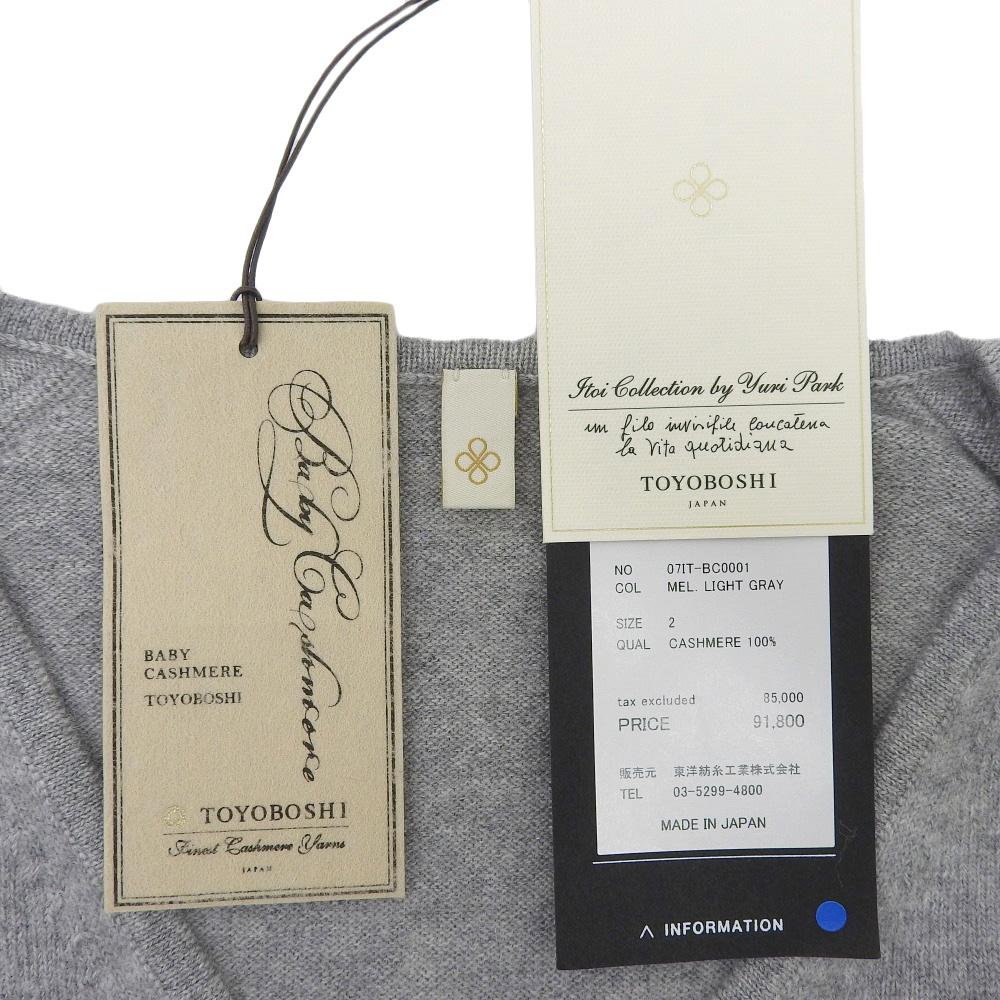 Baby Cashmere
BABY
CASHMERE
TOYOBOSHI
TOYOBOSHI
Finest Cashmere Yarns
JAPAN
Itoi Collection by Yuri Park
un filo invisibile concatena
la vita quotidiana
TOYOBOSHI
JAPAN
NO 07IT-BC0001
COL MEL. LIGHT GRAY
SIZE 2
QUAL CASHMERE 100%
tax excluded 85,000
PRICE 91,800
販売元 東洋紡糸工業株式会社
TEL 03-5299-4800
MADE IN JAPAN
INFORMATION